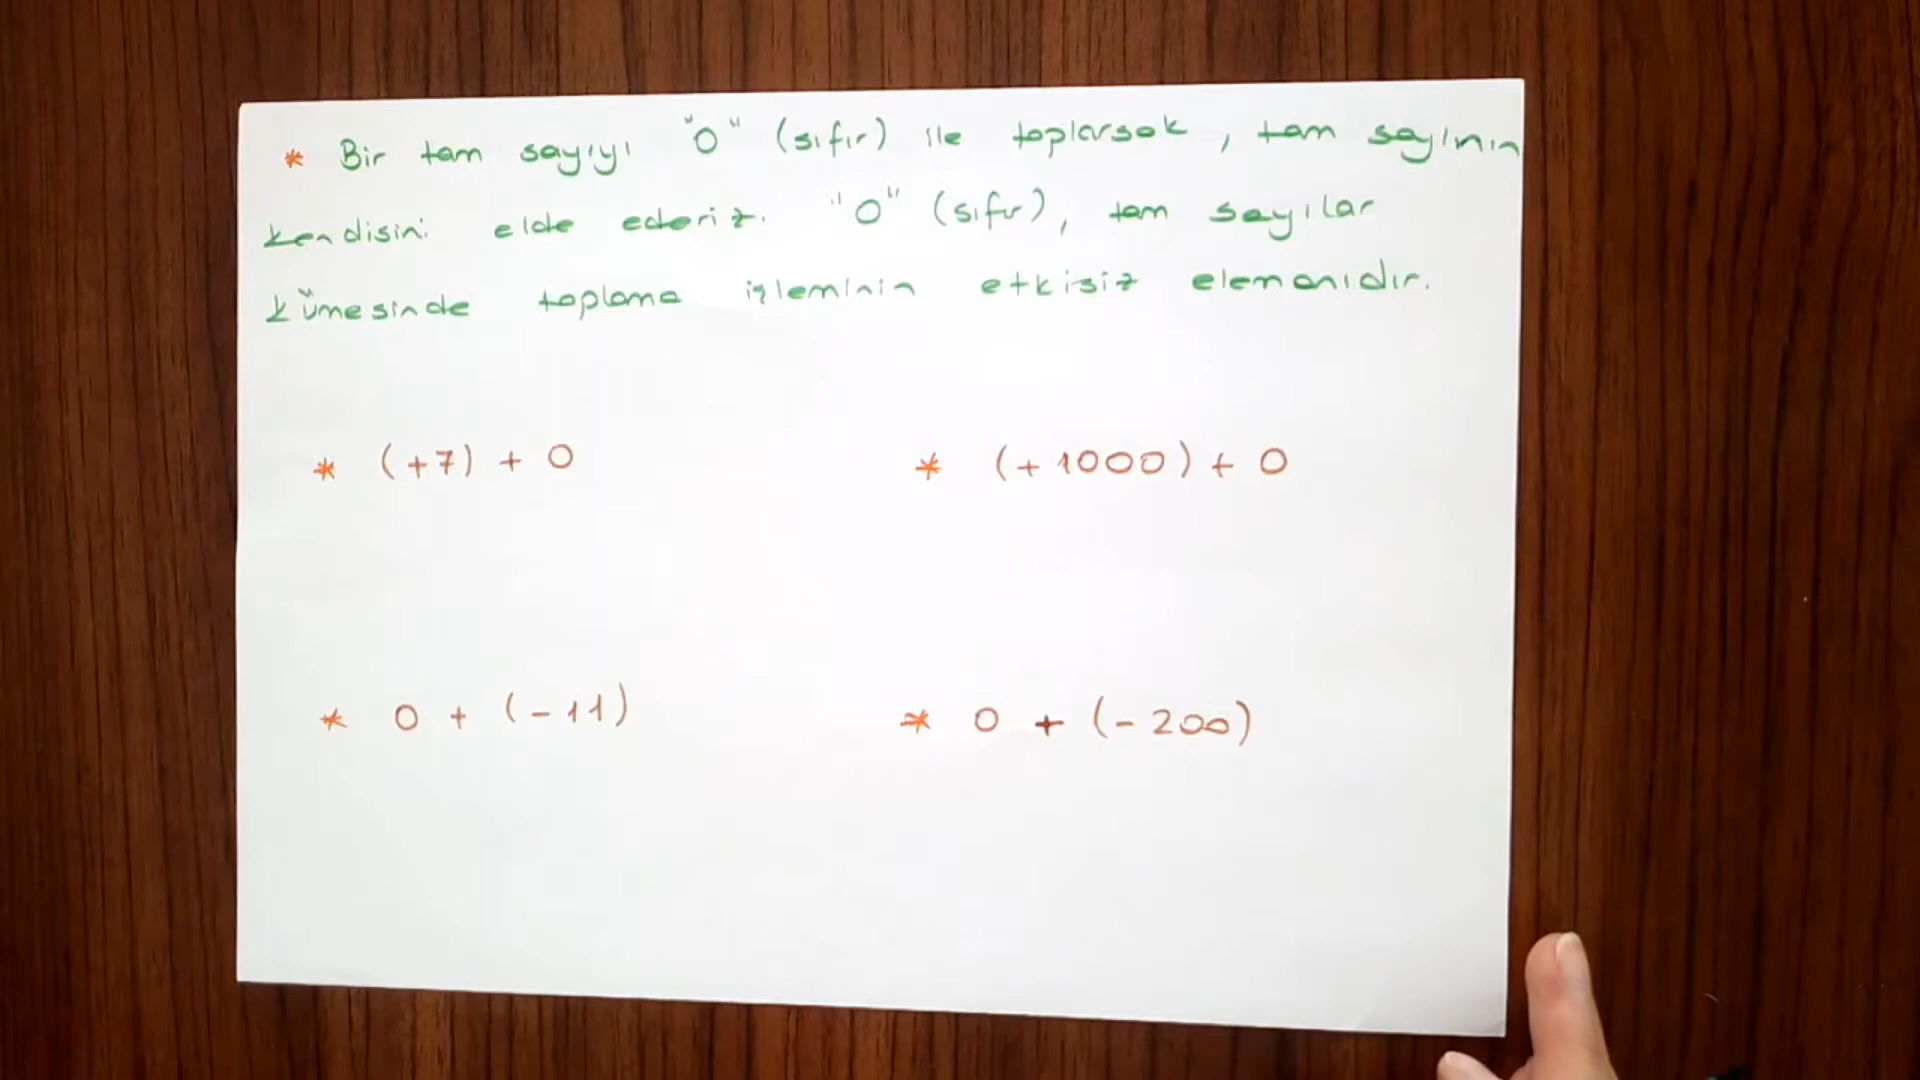 * Bir tam sayıyı "0" (sıfır) ile toplarsak, tam sayının
kendisini elde ederiz. "0" (sıfır), tam sayılar
kümesinde toplama işleminin etkisiz elemanıdır.
* (+7) + 0
* (+1000) + 0
* 0 + (-11)
* 0 + (-200)